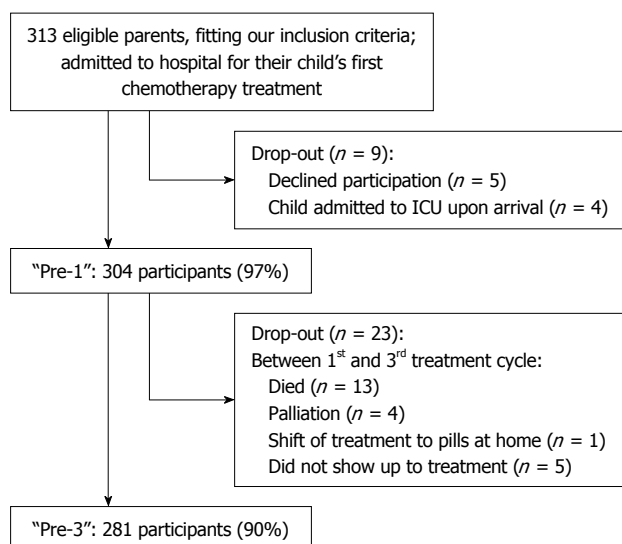 313 eligible parents, fitting our inclusion criteria;
admitted to hospital for their child’s first
chemotherapy treatment
Drop-out (n = 9):
Declined participation (n = 5)
Child admitted to ICU upon arrival (n = 4)
“Pre-1”: 304 participants (97%)
Drop-out (n = 23):
Between 1st and 3rd treatment cycle:
Died (n = 13)
Palliation (n = 4)
Shift of treatment to pills at home (n = 1)
Did not show up to treatment (n = 5)
“Pre-3”: 281 participants (90%)